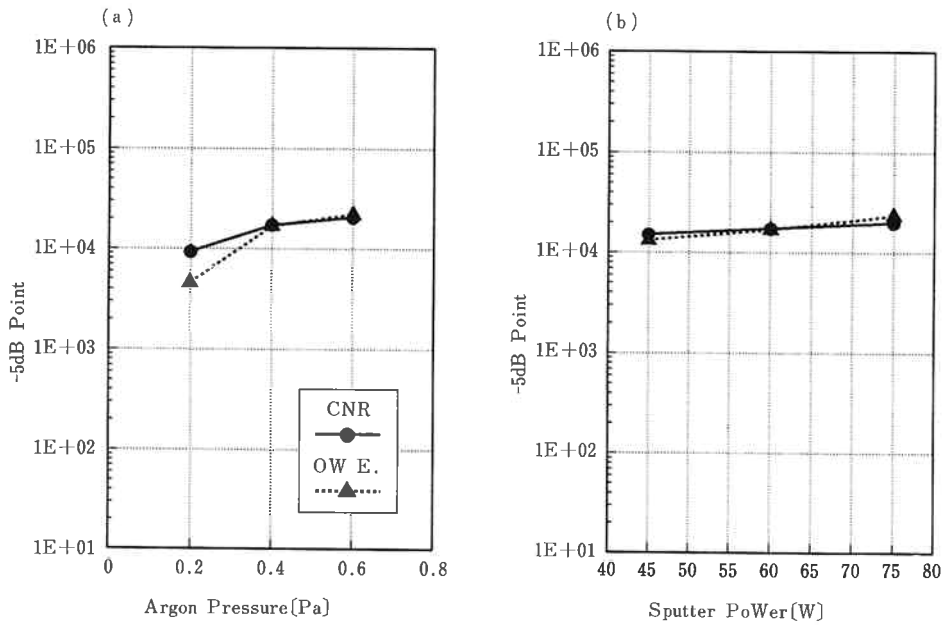 (a)
1E+06
1E+05
1E+04
1E+03
1E+02
1E+01
-5dB Point
0
0.2
0.4
0.6
0.8
Argon Pressure[Pa]
CNR
OW E.
(b)
1E+06
1E+05
1E+04
1E+03
1E+02
1E+01
-5dB Point
40
45
50
55
60
65
70
75
80
Sputter PoWer[W]